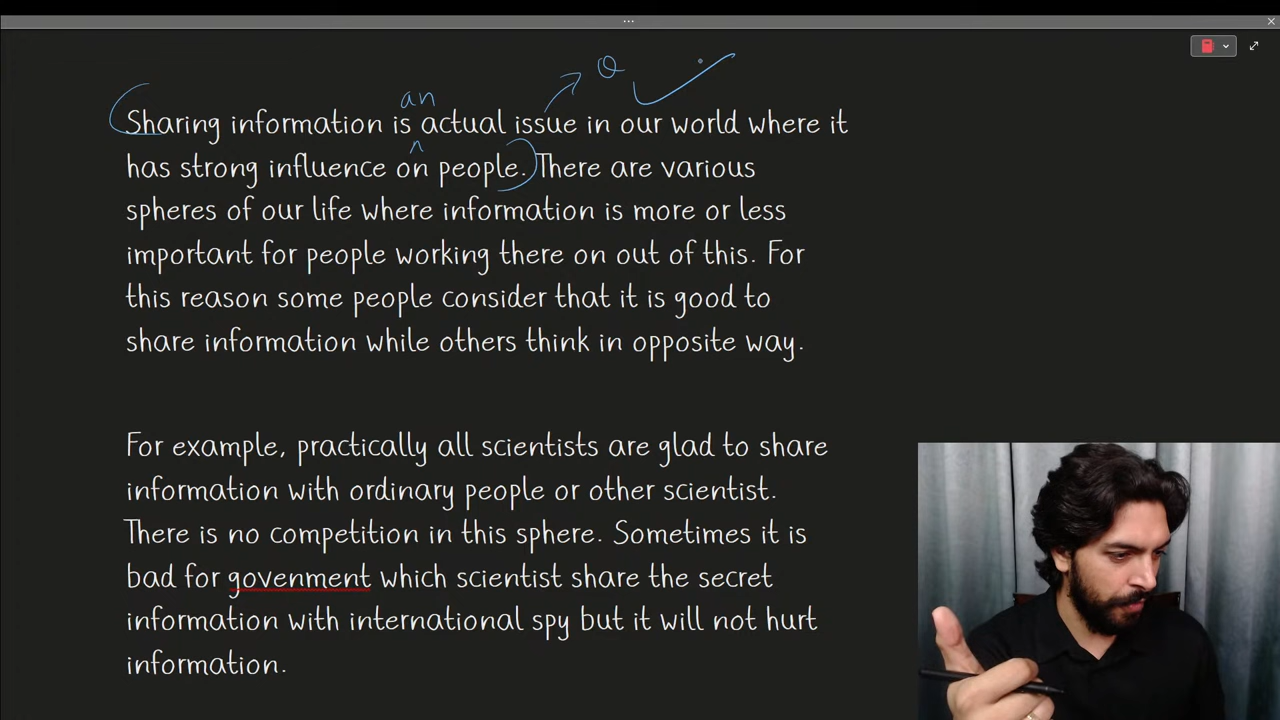 an
Sharing information is actual issue in our world where it
has strong influence on people. There are various
spheres of our life where information is more or less
important for people working there on out of this. For
this reason some people consider that it is good to
share information while others think in opposite way.
For example, practically all scientists are glad to share
information with ordinary people or other scientist.
There is no competition in this sphere. Sometimes it is
bad for govenment which scientist share the secret
information with international spy but it will not hurt
information.